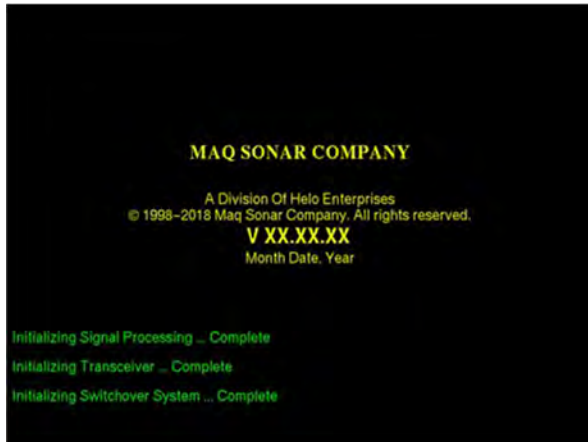 MAQ SONAR COMPANY
A Division Of Helo Enterprises
© 1998-2018 Maq Sonar Company. All rights reserved.
V XX.XX.XX
Month Date, Year
Initializing Signal Processing ... Complete
Initializing Transceiver ... Complete
Initializing Switchover System ... Complete